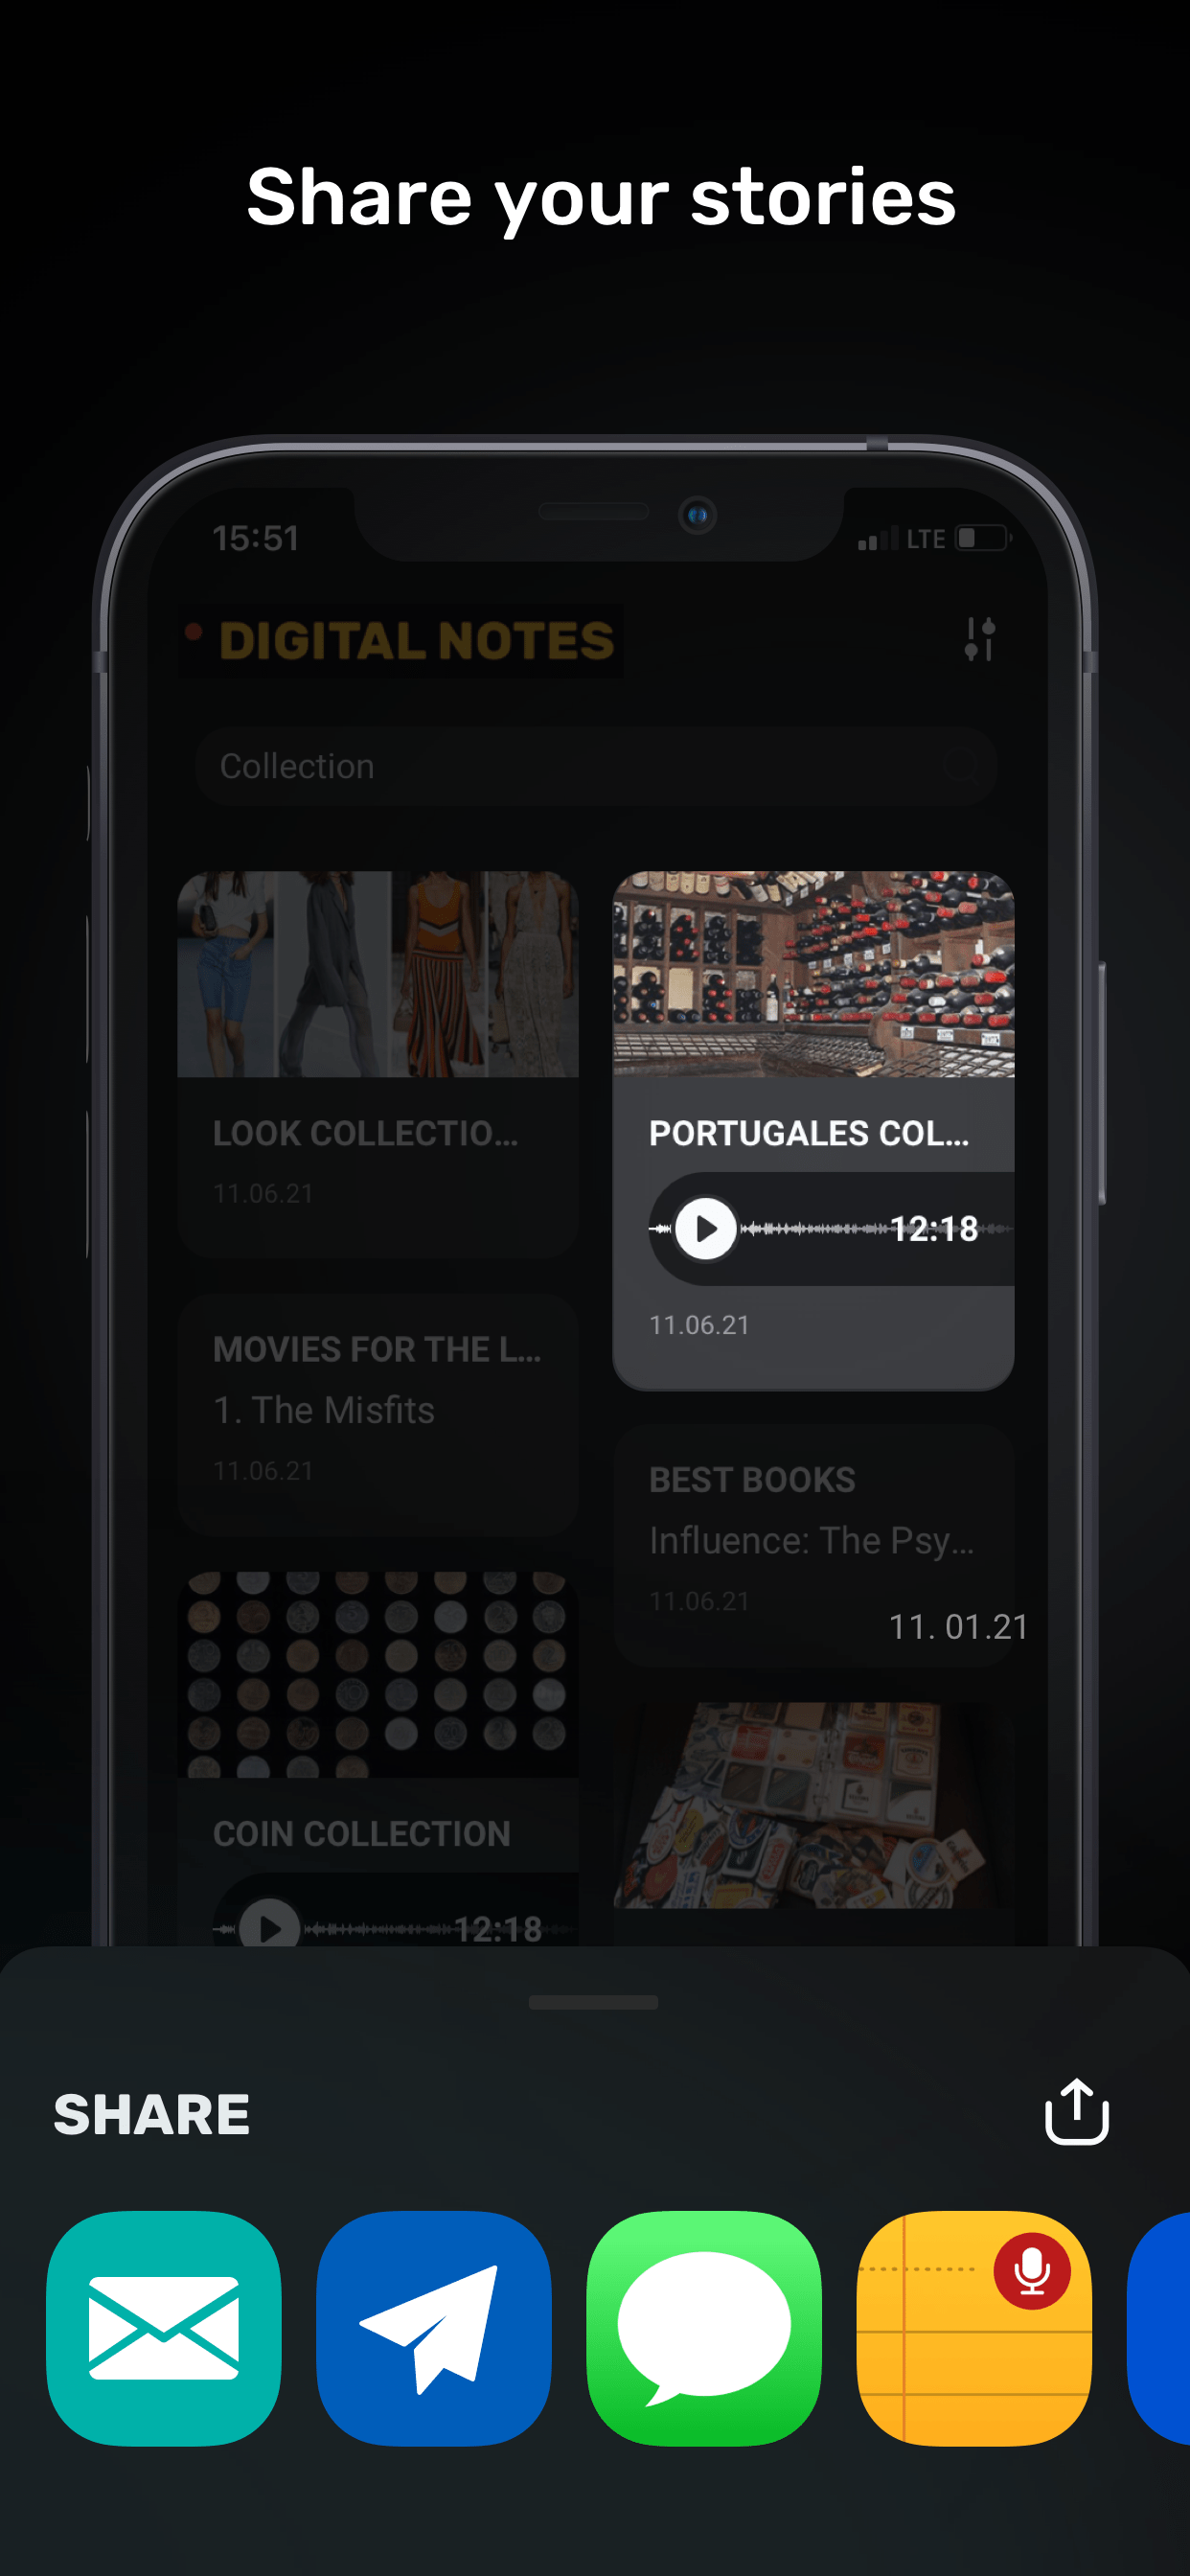 Share your stories
15:51
LTE
DIGITAL NOTES
Collection
LOOK COLLECTIO...
11.06.21
PORTUGALES COL...
12:18
11.06.21
MOVIES FOR THE L...
1. The Misfits
11.06.21
BEST BOOKS
Influence: The Psy...
11.06.21
11. 01.21
COIN COLLECTION
12:18
SHARE